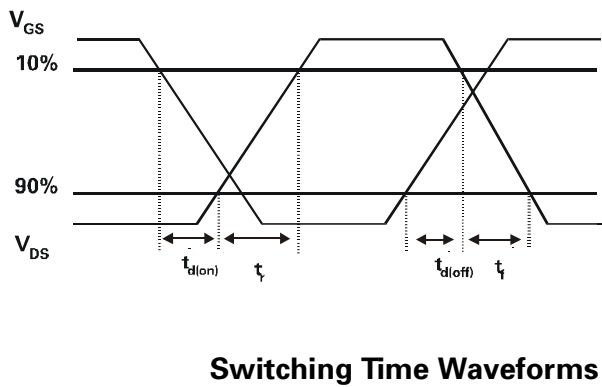 VGS
10%
90%
VDS
td(on) tr td(off) tf
Switching Time Waveforms